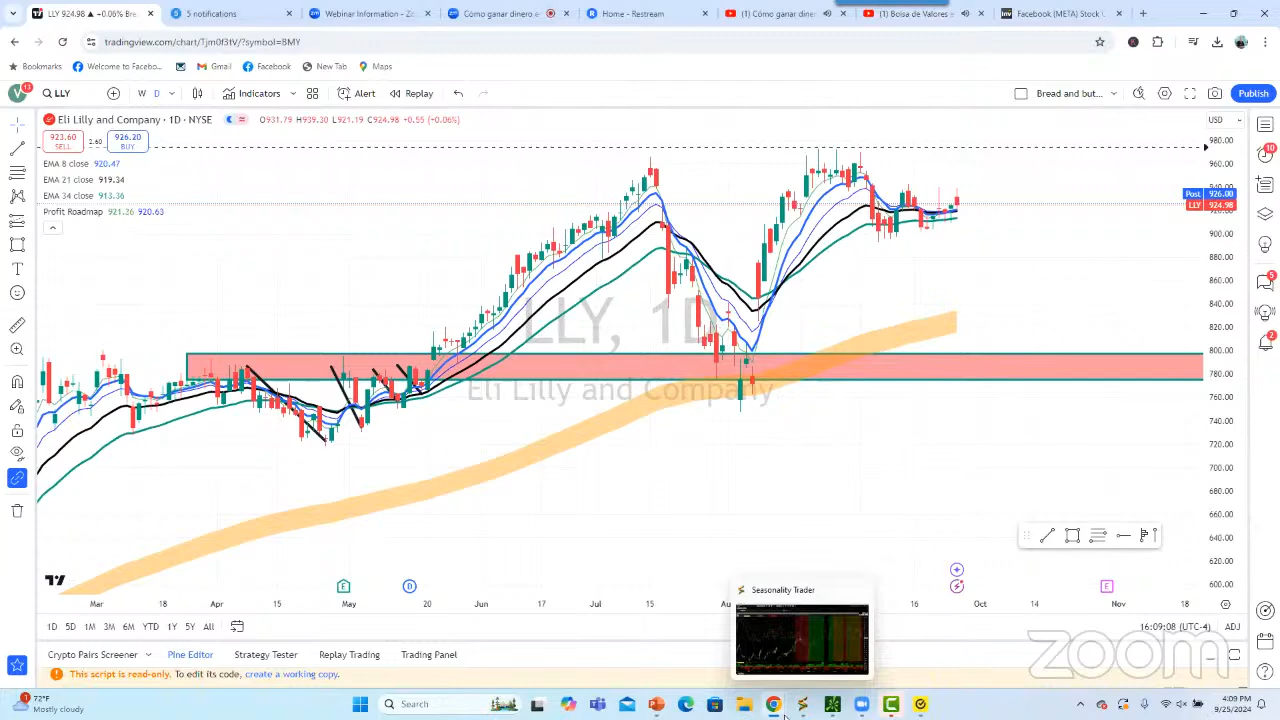 LLY 924.98 ▲ +0.06% Bre
5 notifications
Webinar Information - Zo
Cómo ganar diner
Home - Restream
Cómo ganar dine
Bolsa de Valores e
Facebook (META) Stock
tradingview.com/chart/Tjm0f3tV/?symbol=BMY
Bookmarks
Welcome to Facebo...
Gmail
Facebook
New Tab
Maps
V
13
LLY
W
D
Indicators
Alert
Replay
Bread and but...
Publish
Eli Lilly and Company · 1D · NYSE
O931.79 H939.30 L921.19 C924.98 +0.55 (+0.06%)
USD
923.60
SELL
2.60
926.20
BUY
EMA 8 close 920.47
EMA 21 close 919.34
EMA 34 close 913.36
Profit Roadmap 921.26 920.63
LLY, 1D
Eli Lilly and Company
980.00
960.00
940.00
Post 926.00
LLY 924.98
920.00
900.00
880.00
860.00
840.00
820.00
800.00
780.00
760.00
740.00
720.00
700.00
680.00
660.00
640.00
620.00
600.00
10
5
2
E
D
E
Seasonality Trader
Mar
18
Apr
15
May
20
Jun
17
Jul
15
Au
16
Oct
14
Nov
18
1D 5D 1M 3M 6M YTD 1Y 5Y All
16:09:08 (UTC-4)
ADJ
zoom
Crypto Pairs Screener
Pine Editor
Strategy Tester
Replay Trading
Trading Panel
This script is read-only. To edit its code, create a working copy.
1
72°F
Mostly cloudy
Search
4:09 PM
9/25/2024